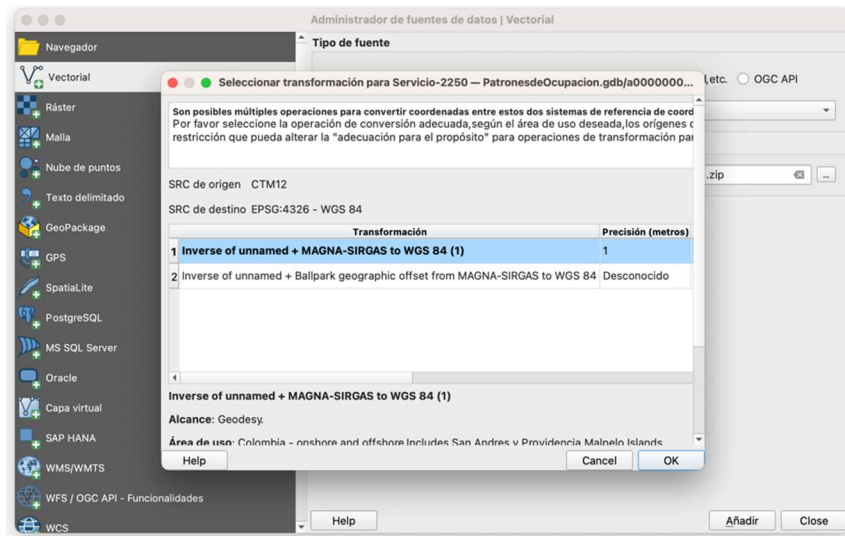 Administrador de fuentes de datos | Vectorial
Navegador
Vectorial
Ráster
Malla
Nube de puntos
Texto delimitado
GeoPackage
GPS
SpatiaLite
PostgreSQL
MS SQL Server
Oracle
Capa virtual
SAP HANA
WMS/WMTS
WFS / OGC API - Funcionalidades
WCS
Tipo de fuente
etc.
OGC API
.zip
...
Seleccionar transformación para Servicio-2250 — PatronesdeOcupacion.gdb/a0000000...
Son posibles múltiples operaciones para convertir coordenadas entre estos dos sistemas de referencia de coord
Por favor seleccione la operación de conversión adecuada,según el área de uso deseada,los orígenes
restricción que pueda alterar la "adecuación para el propósito" para operaciones de transformación
SRC de origen CTM12
SRC de destino EPSG:4326 - WGS 84
Transformación Precisión (metros)
1 Inverse of unnamed + MAGNA-SIRGAS to WGS 84 (1) 1
2 Inverse of unnamed + Ballpark geographic offset from MAGNA-SIRGAS to WGS 84 Desconocido
Inverse of unnamed + MAGNA-SIRGAS to WGS 84 (1)
Alcance: Geodesy.
Área de uso: Colombia - onshore and offshore Includes San Andres y Providencia Malpelo Islands
Help Cancel OK
Help Añadir Close